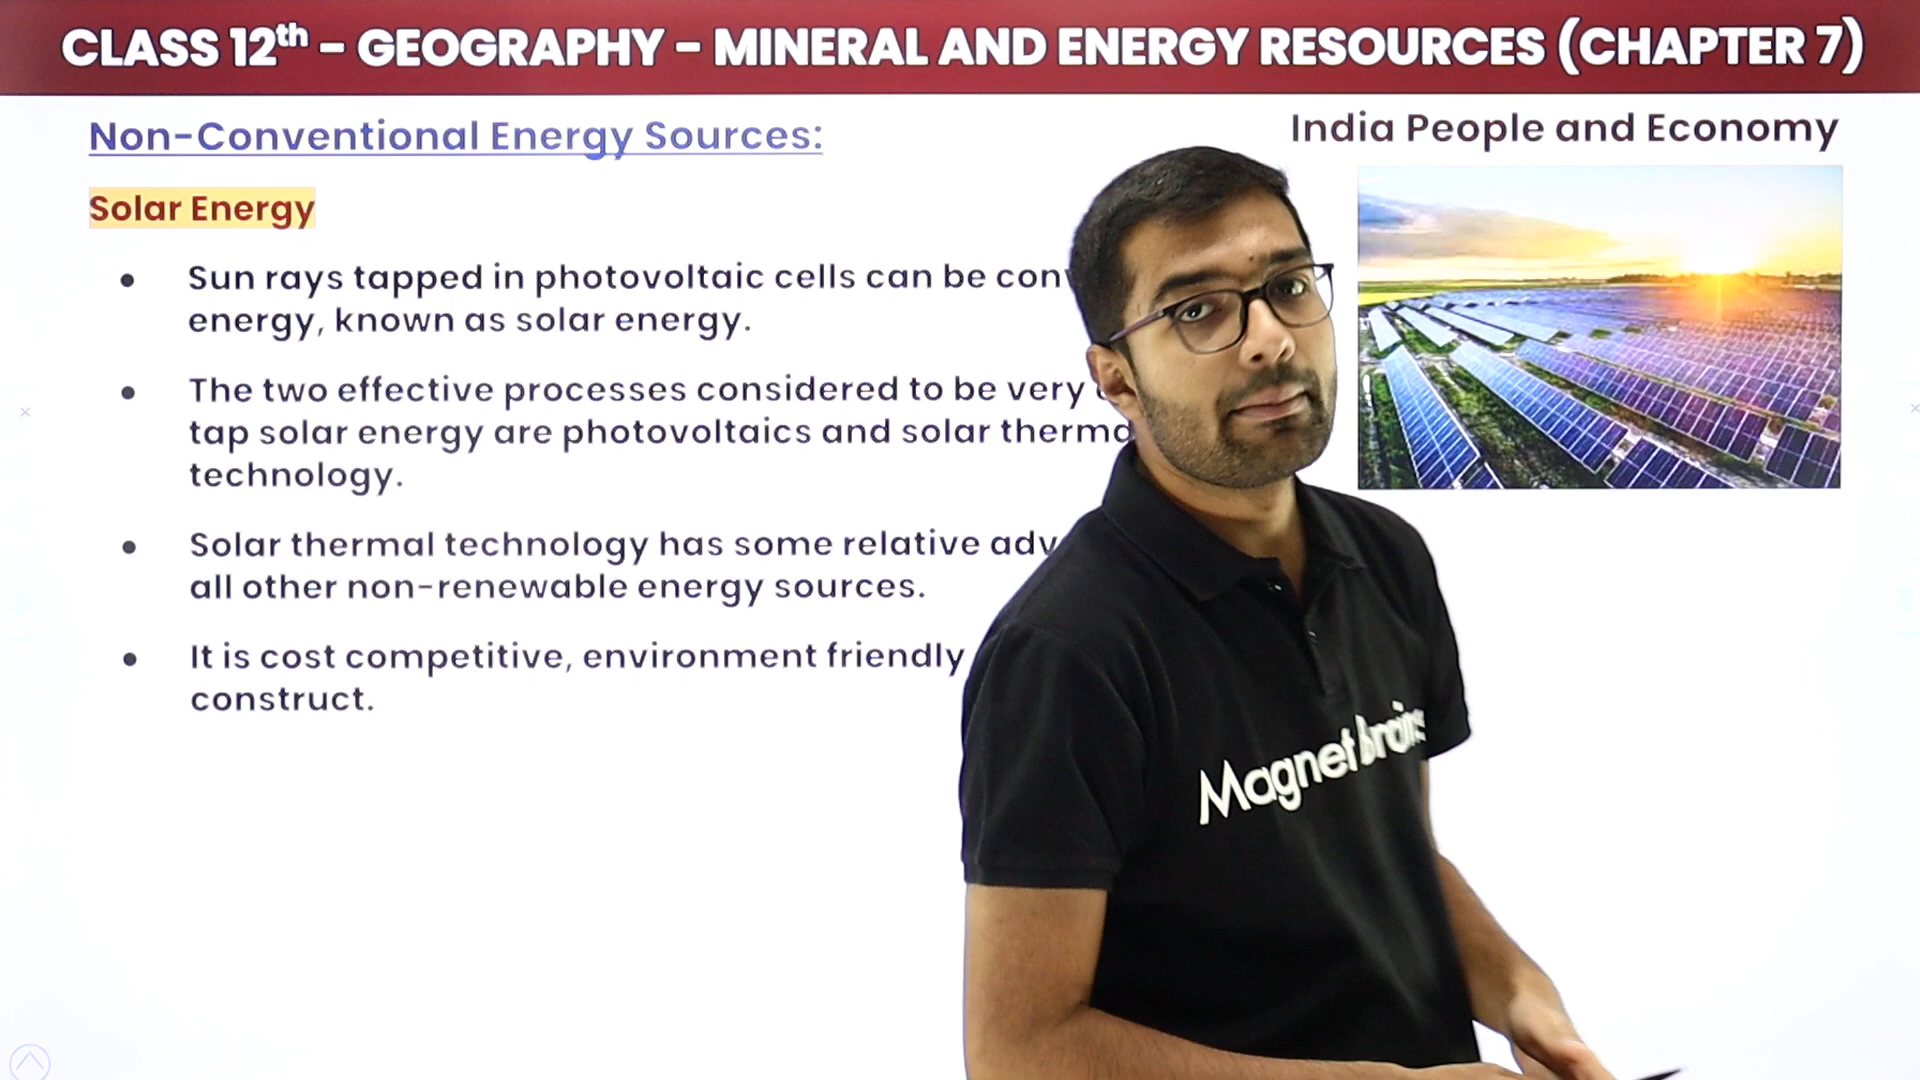 CLASS 12th – GEOGRAPHY – MINERAL AND ENERGY RESOURCES (CHAPTER 7)
India People and Economy
Non-Conventional Energy Sources:
Solar Energy
• Sun rays tapped in photovoltaic cells can be
energy, known as solar energy.
• The two effective processes considered to be very
tap solar energy are photovoltaics and solar
technology.
• Solar thermal technology has some relative
all other non-renewable energy sources.
• It is cost competitive, environment friendly
construct.
Magnet Brains